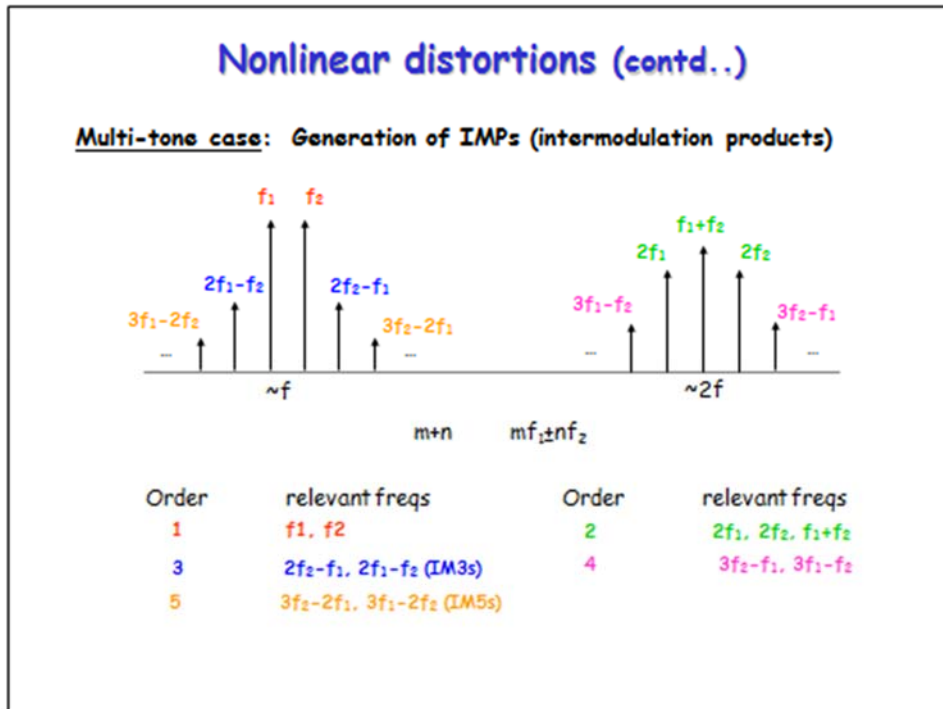 Nonlinear distortions (contd..)
Multi-tone case: Generation of IMPs (intermodulation products)
f₁ f₂
f₁+f₂
2f₁ 2f₂
2f₁-f₂ 2f₂-f₁
3f₁-f₂ 3f₂-f₁
3f₁-2f₂ 3f₂-2f₁
... ... ... ...
~f ~2f
m+n mf₁±nf₂
Order relevant freqs Order relevant freqs
1 f1, f2 2 2f₁, 2f₂, f₁+f₂
3 2f₂-f₁, 2f₁-f₂ (IM3s) 4 3f₂-f₁, 3f₁-f₂
5 3f₂-2f₁, 3f₁-2f₂ (IM5s)